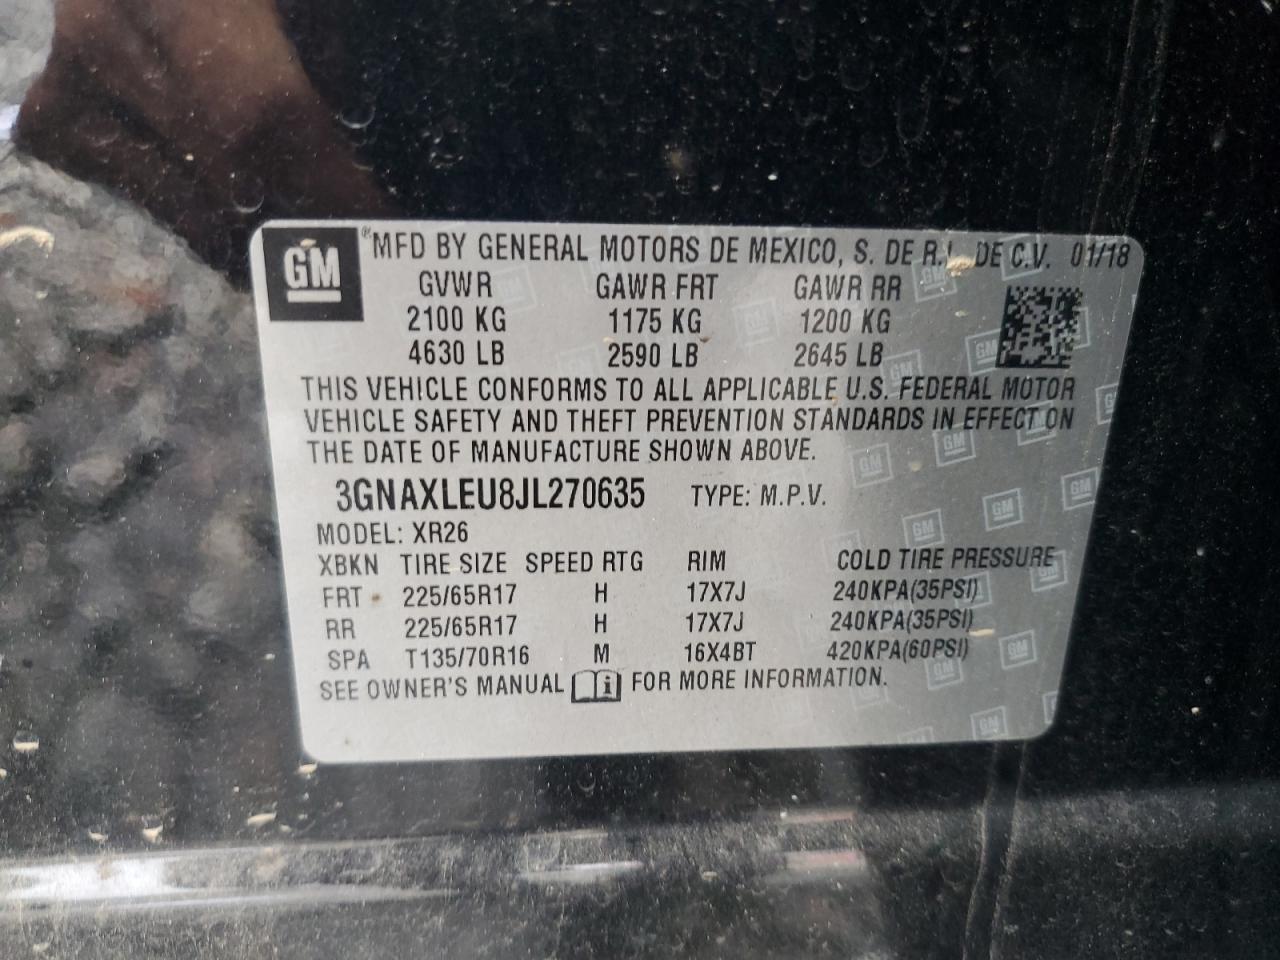 GM ® MFD BY GENERAL MOTORS DE MEXICO, S. DE R.L. DE C.V. 01/18
GVWR GAWR FRT GAWR RR
2100 KG 1175 KG 1200 KG
4630 LB 2590 LB 2645 LB
THIS VEHICLE CONFORMS TO ALL APPLICABLE U.S. FEDERAL MOTOR
VEHICLE SAFETY AND THEFT PREVENTION STANDARDS IN EFFECT ON
THE DATE OF MANUFACTURE SHOWN ABOVE.
3GNAXLEU8JL270635 TYPE: M.P.V.
MODEL: XR26
XBKN TIRE SIZE SPEED RTG RIM COLD TIRE PRESSURE
FRT 225/65R17 H 17X7J 240KPA(35PSI)
RR 225/65R17 H 17X7J 240KPA(35PSI)
SPA T135/70R16 M 16X4BT 420KPA(60PSI)
SEE OWNER'S MANUAL i FOR MORE INFORMATION.